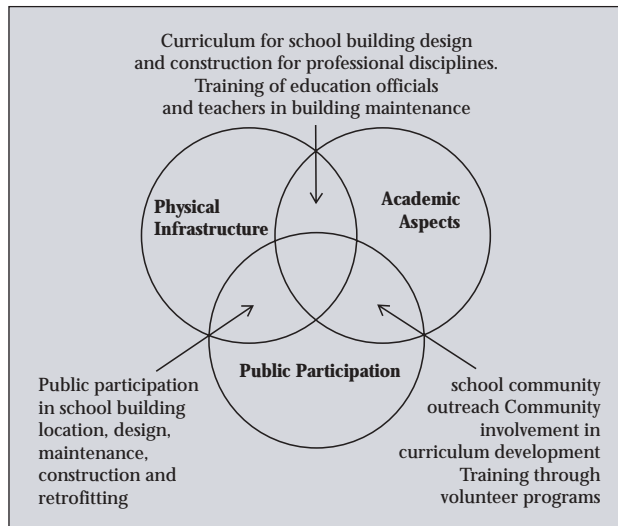 Curriculum for school building design
and construction for professional disciplines.
Training of education officials
and teachers in building maintenance
Physical
Infrastructure
Academic
Aspects
Public Participation
Public participation
in school building
location, design,
maintenance,
construction and
retrofitting
school community
outreach Community
involvement in
curriculum development
Training through
volunteer programs